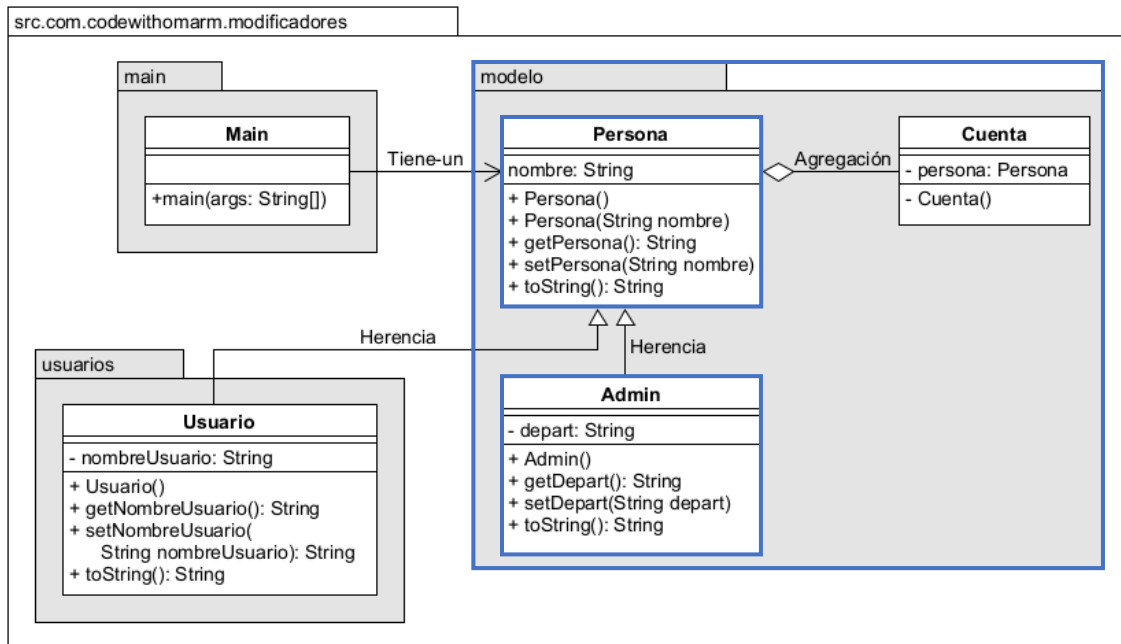 src.com.codewithomarm.modificadores
main
Main
+main(args: String[])
Tiene-un
modelo
Persona
nombre: String
+ Persona()
+ Persona(String nombre)
+ getPersona(): String
+ setPersona(String nombre)
+ toString(): String
Agregación
Cuenta
- persona: Persona
- Cuenta()
Herencia
Herencia
usuarios
Usuario
- nombreUsuario: String
+ Usuario()
+ getNombreUsuario(): String
+ setNombreUsuario(
String nombreUsuario): String
+ toString(): String
Admin
- depart: String
+ Admin()
+ getDepart(): String
+ setDepart(String depart)
+ toString(): String